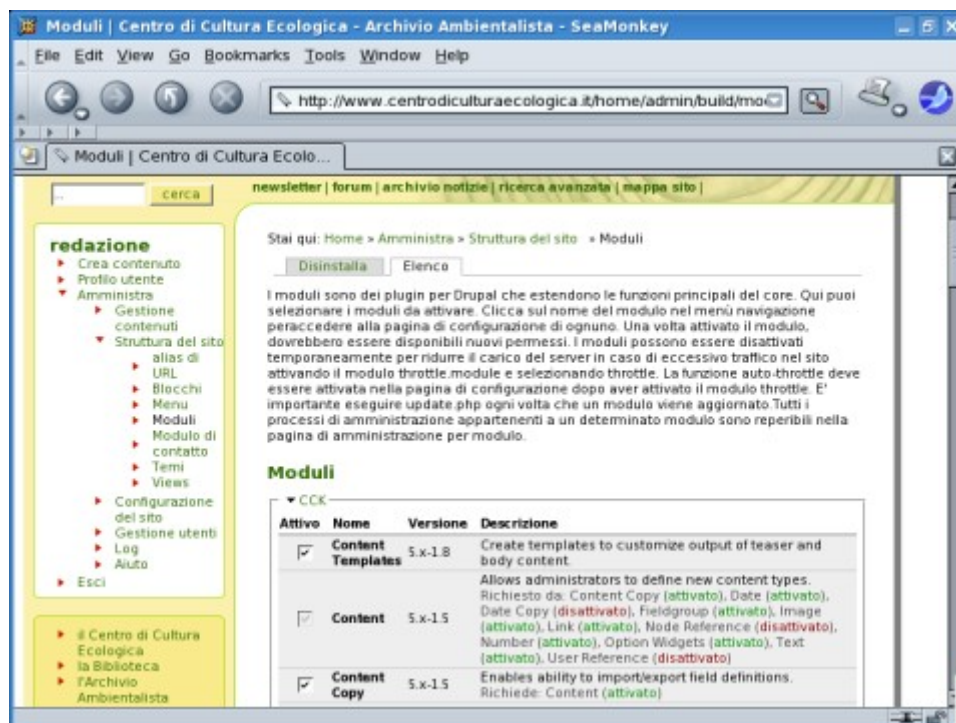 Moduli | Centro di Cultura Ecologica - Archivio Ambientalista - SeaMonkey
File Edit View Go Bookmarks Tools Window Help
http://www.centrodiculturaecologica.it/home/admin/build/mo
Moduli | Centro di Cultura Ecolo...
... cerca
newsletter | forum | archivio notizie | ricerca avanzata | mappa sito |
redazione
Crea contenuto
Profilo utente
Amministra
Gestione
contenuti
Struttura del sito
alias di
URL
Blocchi
Menu
Moduli
Modulo di
contatto
Temi
Views
Configurazione
del sito
Gestione utenti
Log
Aiuto
Esci
il Centro di Cultura
Ecologica
la Biblioteca
l'Archivio
Ambientalista
Stai qui: Home » Amministra » Struttura del sito » Moduli
Disinstalla Elenco
I moduli sono dei plugin per Drupal che estendono le funzioni principali del core. Qui puoi
selezionare i moduli da attivare. Clicca sul nome del modulo nel menù navigazione
peraccedere alla pagina di configurazione di ognuno. Una volta attivato il modulo,
dovrebbero essere disponibili nuovi permessi. I moduli possono essere disattivati
temporaneamente per ridurre il carico del server in caso di eccessivo traffico nel sito
attivando il modulo throttle.module e selezionando throttle. La funzione auto-throttle deve
essere attivata nella pagina di configurazione dopo aver attivato il modulo throttle. E'
importante eseguire update.php ogni volta che un modulo viene aggiornato.Tutti i
processi di amministrazione appartenenti a un determinato modulo sono reperibili nella
pagina di amministrazione per modulo.
Moduli
CCK
Attivo Nome Versione Descrizione
Content Templates 5.x-1.8 Create templates to customize output of teaser and
body content.
Content 5.x-1.5 Allows administrators to define new content types.
Richiesto da: Content Copy (attivato), Date (attivato),
Date Copy (disattivato), Fieldgroup (attivato), Image
(attivato), Link (attivato), Node Reference (disattivato),
Number (attivato), Option Widgets (attivato), Text
(attivato), User Reference (disattivato)
Content Copy 5.x-1.5 Enables ability to import/export field definitions.
Richiede: Content (attivato)